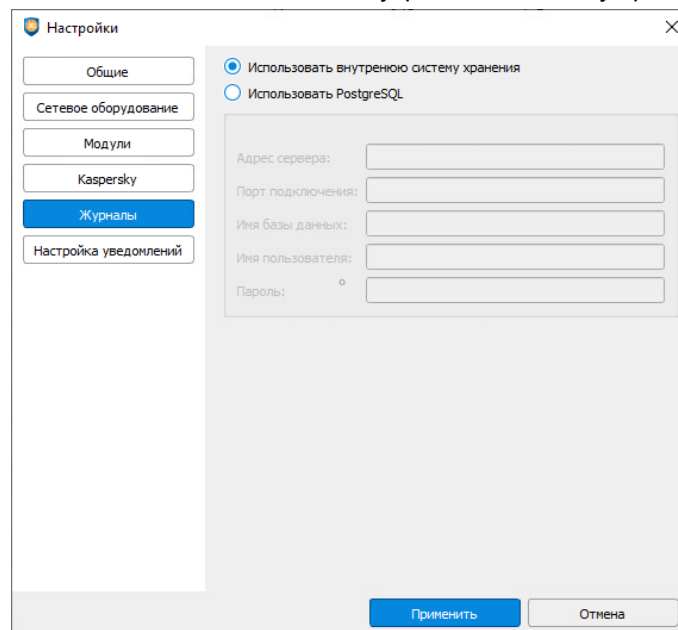 Настройки
Общие
Сетевое оборудование
Модули
Kaspersky
Журналы
Настройка уведомлений
Использовать внутренюю систему хранения
Использовать PostgreSQL
Адрес сервера:
Порт подключения:
Имя базы данных:
Имя пользователя:
Пароль:
Применить
Отмена